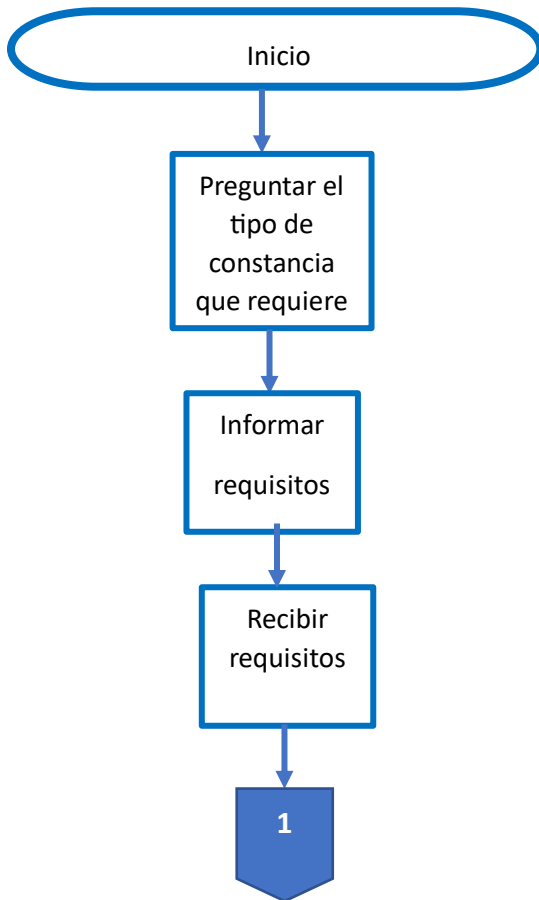 Inicio
Preguntar el
tipo de
constancia
que requiere
Informar
requisitos
Recibir
requisitos
1